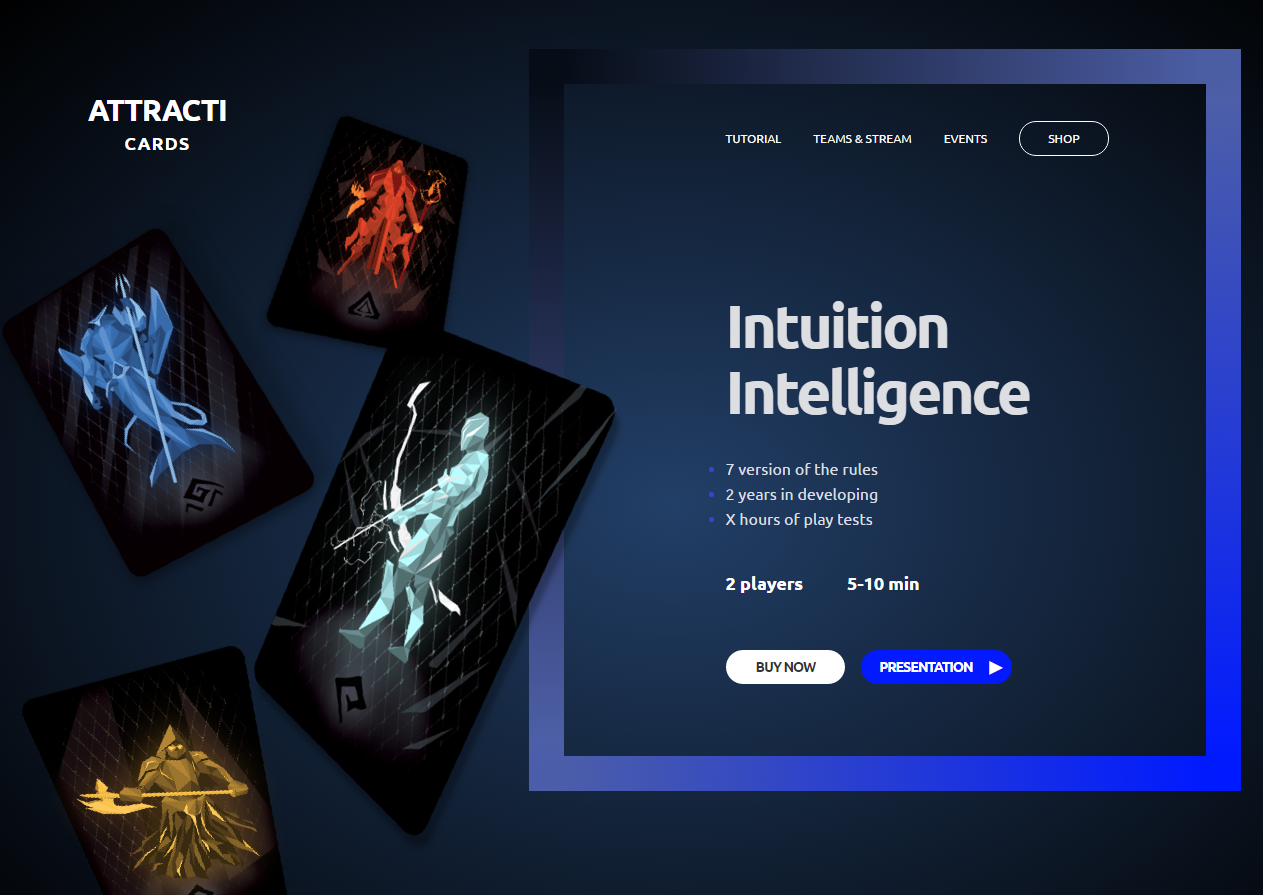 ATTRACTI
CARDS
TUTORIAL TEAMS & STREAM EVENTS SHOP
Intuition
Intelligence
7 version of the rules
2 years in developing
X hours of play tests
2 players 5-10 min
BUY NOW PRESENTATION